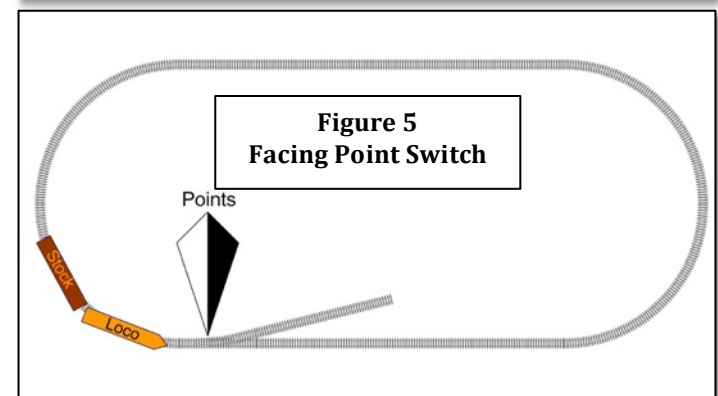 Figure 5
Facing Point Switch
Points
Stock
Loco